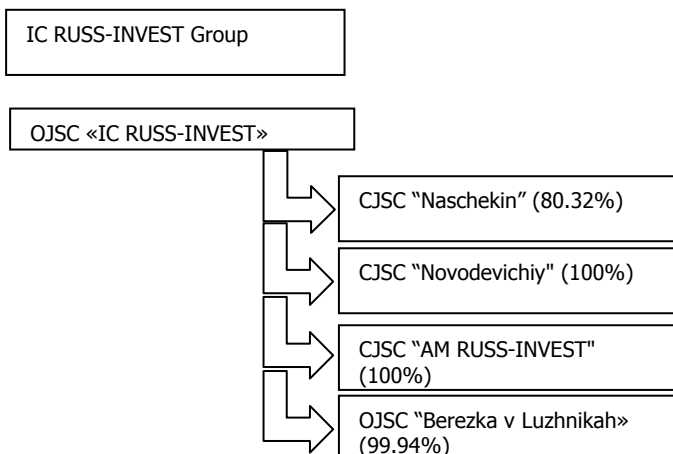 IC RUSS-INVEST Group
OJSC «IC RUSS-INVEST»
CJSC “Naschekin” (80.32%)
CJSC “Novodevichiy" (100%)
CJSC “AM RUSS-INVEST"
(100%)
OJSC “Berezka v Luzhnikah»
(99.94%)